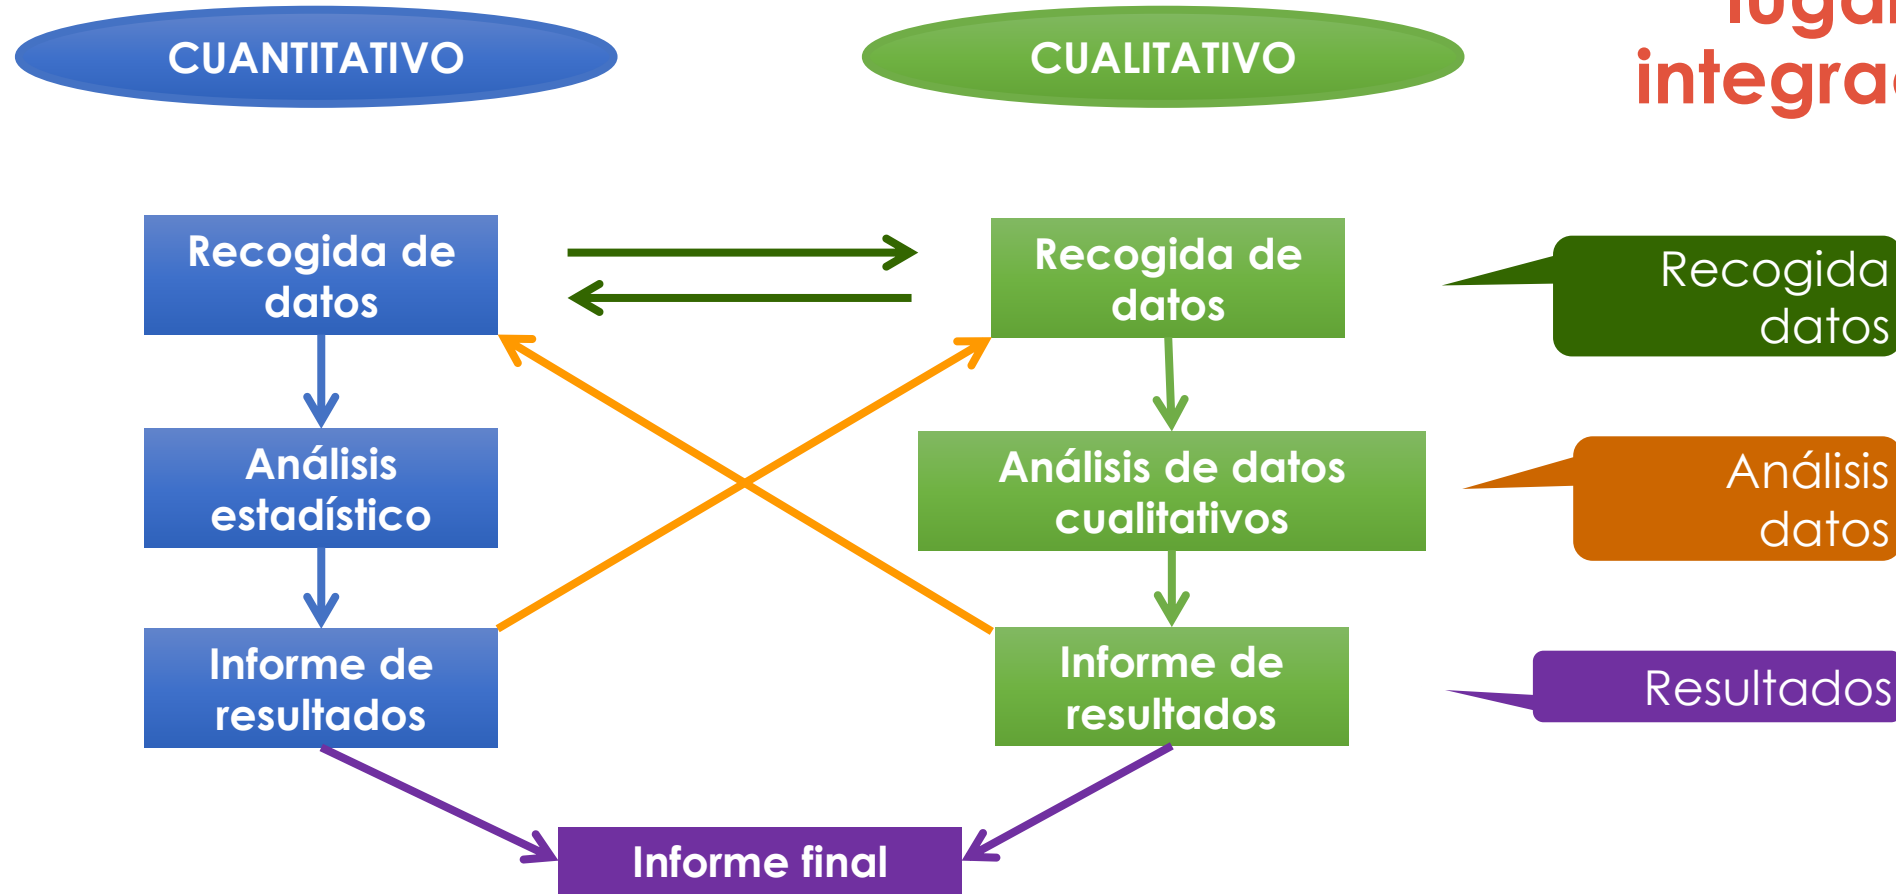 CUANTITATIVO
CUALITATIVO
Recogida de
datos
Recogida de
datos
Recogida
datos
Análisis
estadístico
Análisis de datos
cualitativos
Análisis
datos
Informe de
resultados
Informe de
resultados
Resultados
Informe final